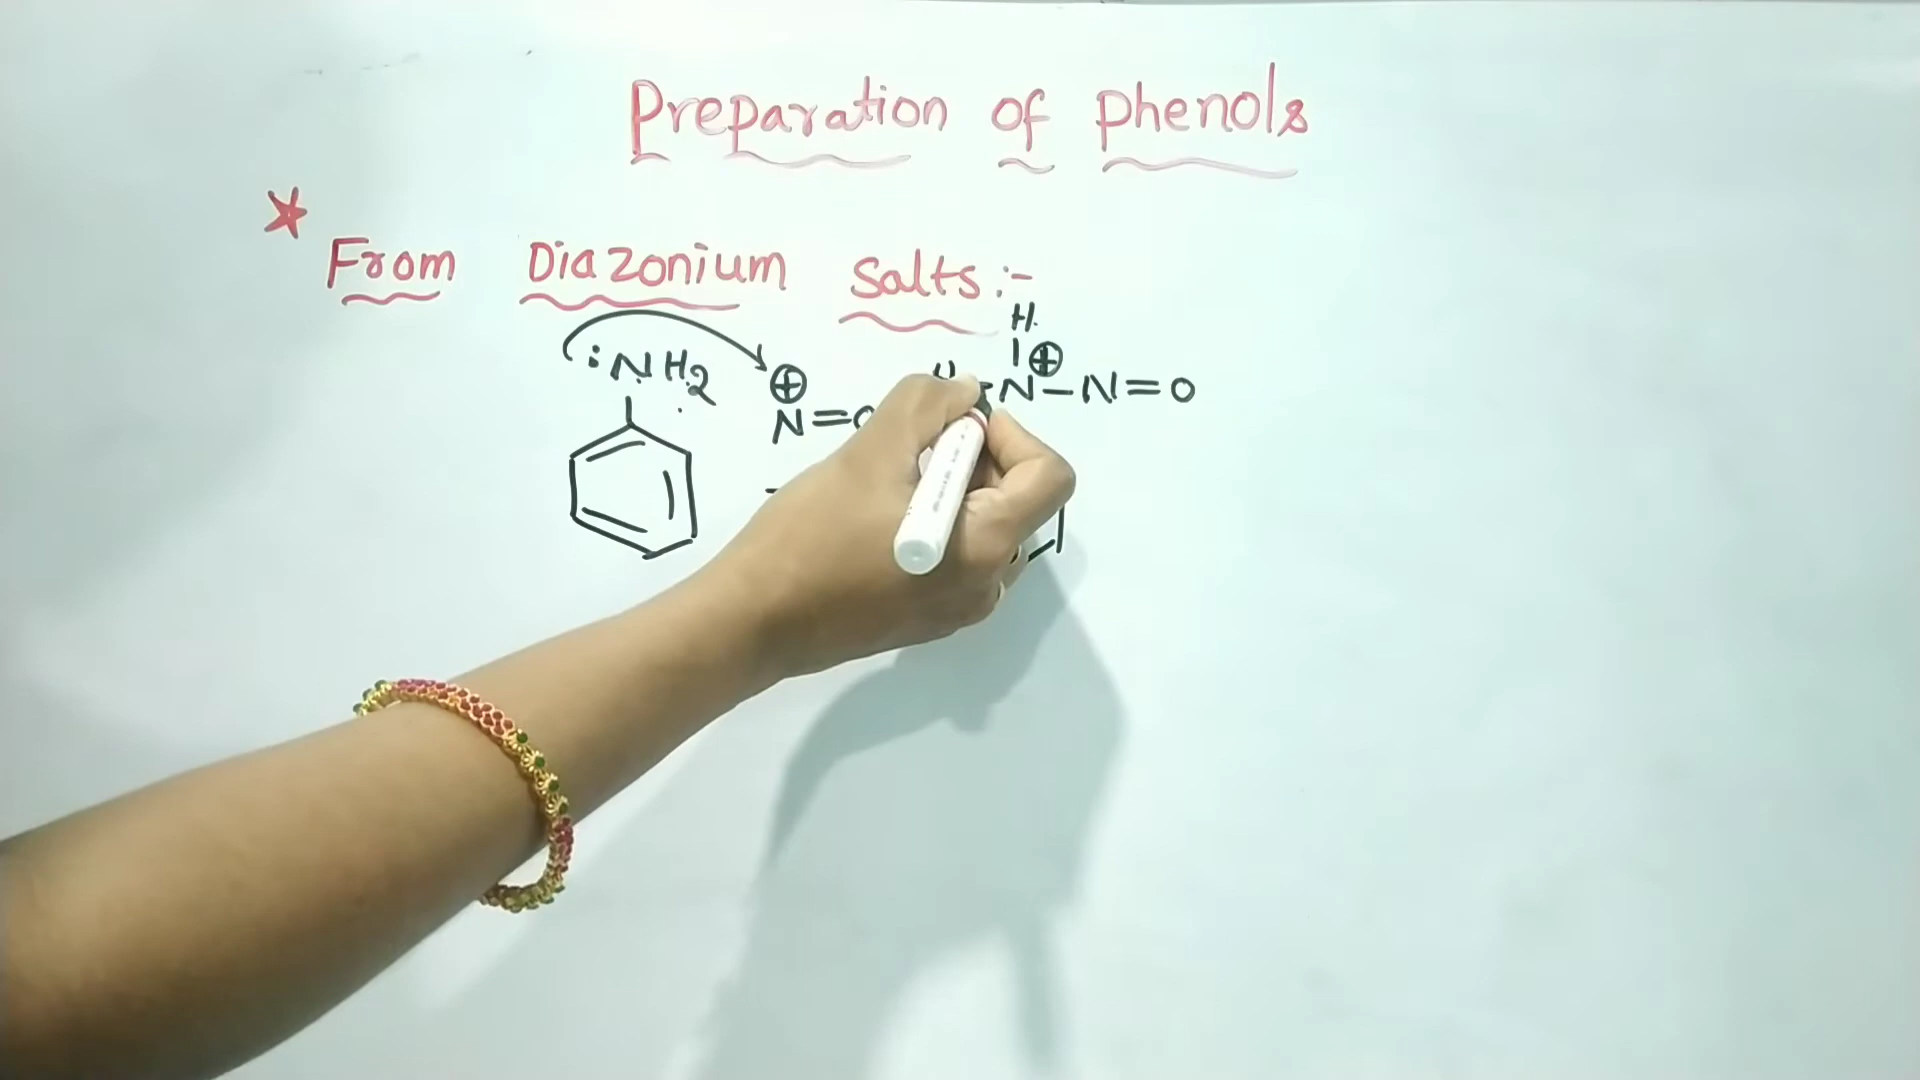 Preparation of phenols
* From Diazonium Salts:-
H
:NH2 ⊕ ⊕
N= N-N=O